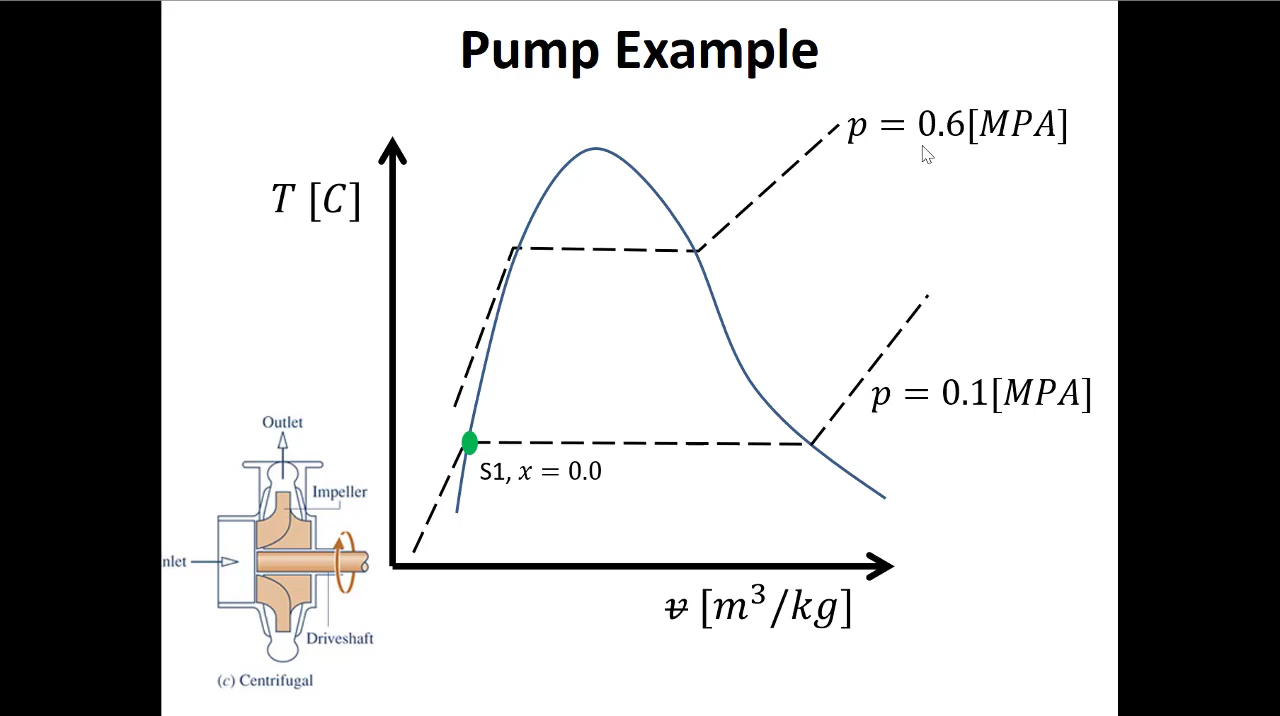 Pump Example
p = 0.6[MPA]
T [C]
p = 0.1[MPA]
Outlet
S1, x = 0.0
Impeller
nlet
v̶ [m³/kg]
Driveshaft
(c) Centrifugal